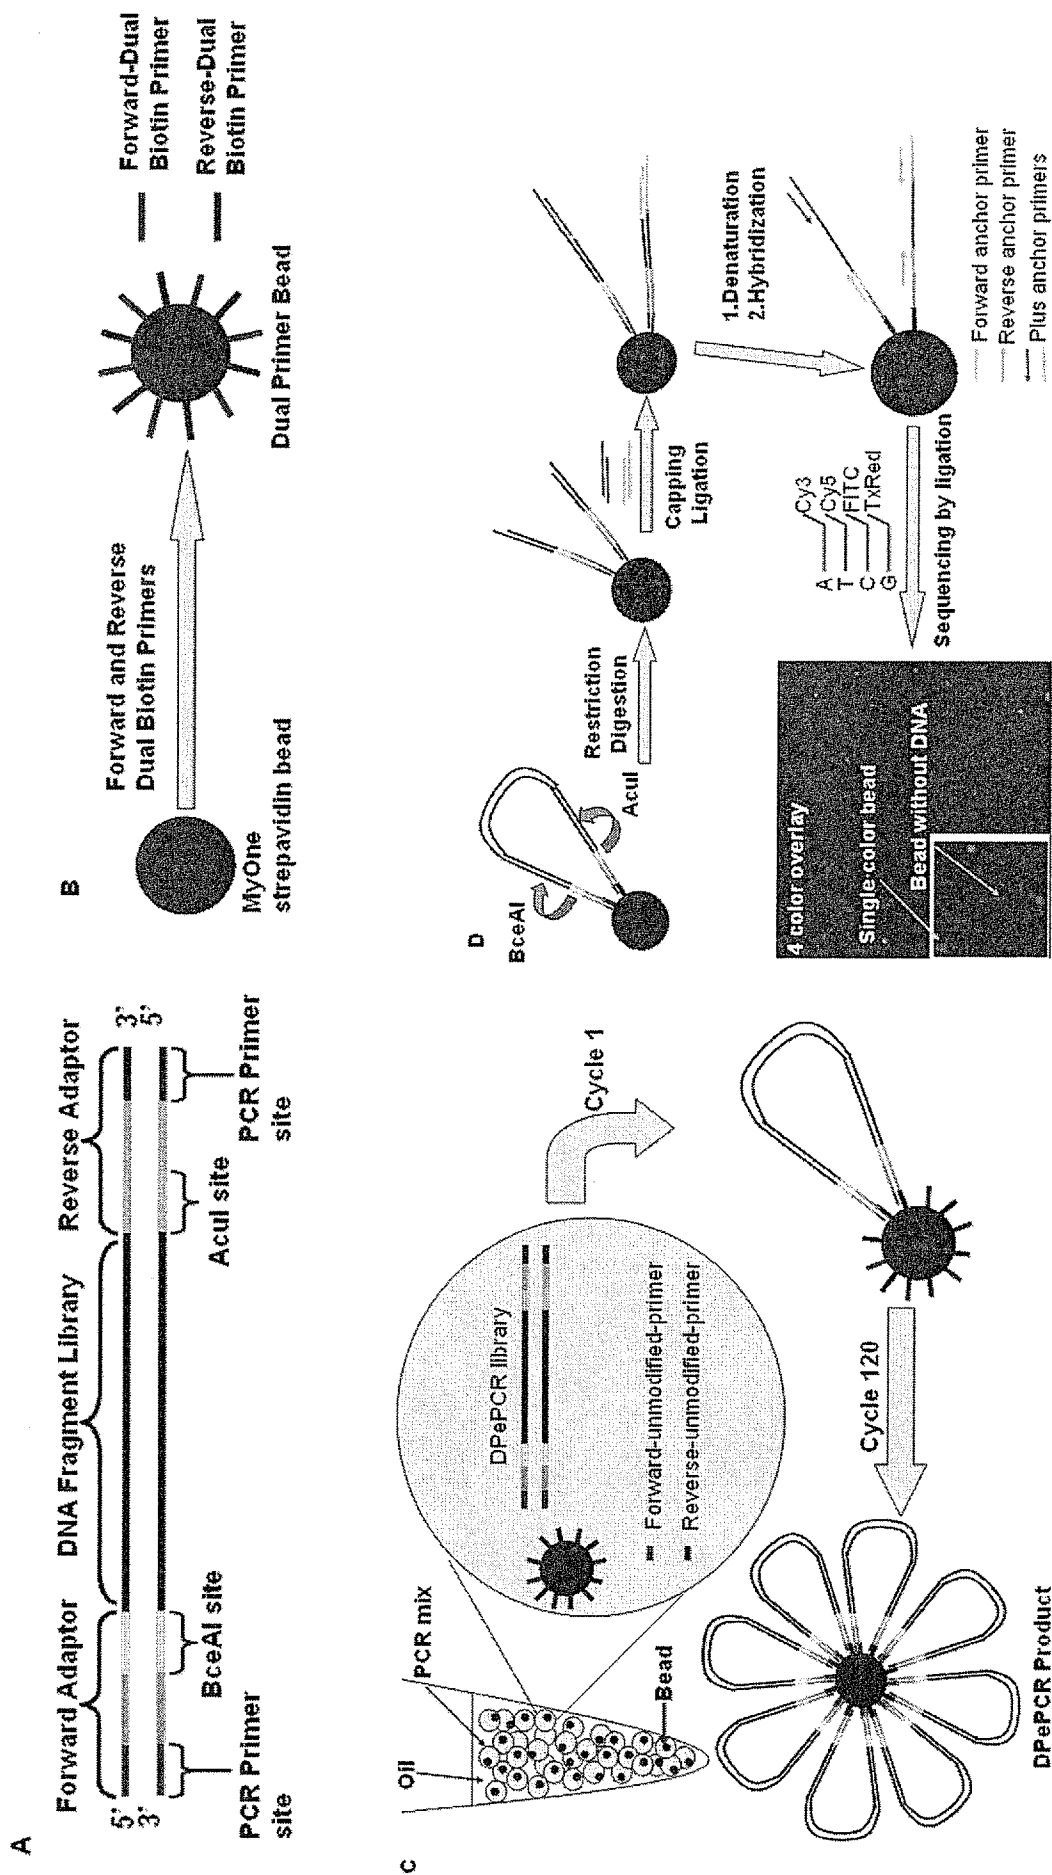 A
Forward Adaptor
DNA Fragment Library
Reverse Adaptor
5'
3'
3'
5'
PCR Primer
site
BceAI site
AcuI site
PCR Primer
site
B
Forward and Reverse
Dual Biotin Primers
MyOne
strepavidin bead
Dual Primer Bead
Forward-Dual
Biotin Primer
Reverse-Dual
Biotin Primer
C
Oil
PCR mix
Bead
DPePCR library
Forward-unmodified-primer
Reverse-unmodified-primer
Cycle 1
Cycle 120
DPePCR Product
D
BceAI
AcuI
Restriction
Digestion
Capping
Ligation
1.Denaturation
2.Hybridization
Forward anchor primer
Reverse anchor primer
Plus anchor primers
A Cy3
T Cy5
C FITC
G TxRed
Sequencing by ligation
4 color overlay
Single color bead
Bead without DNA